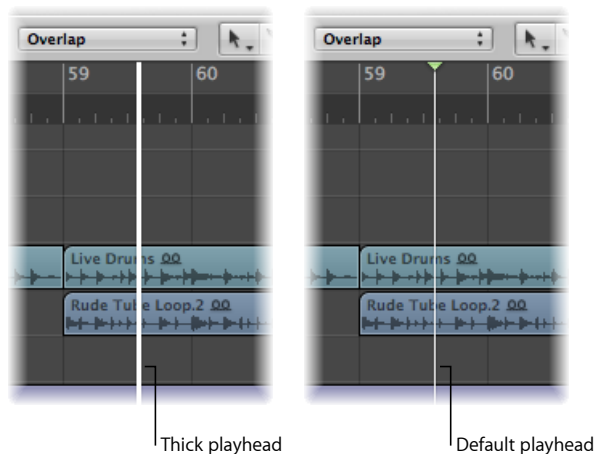 Overlap
59 60
Live Drums
Rude Tube Loop.2
Thick playhead
Overlap
59 60
Live Drums
Rude Tube Loop.2
Default playhead